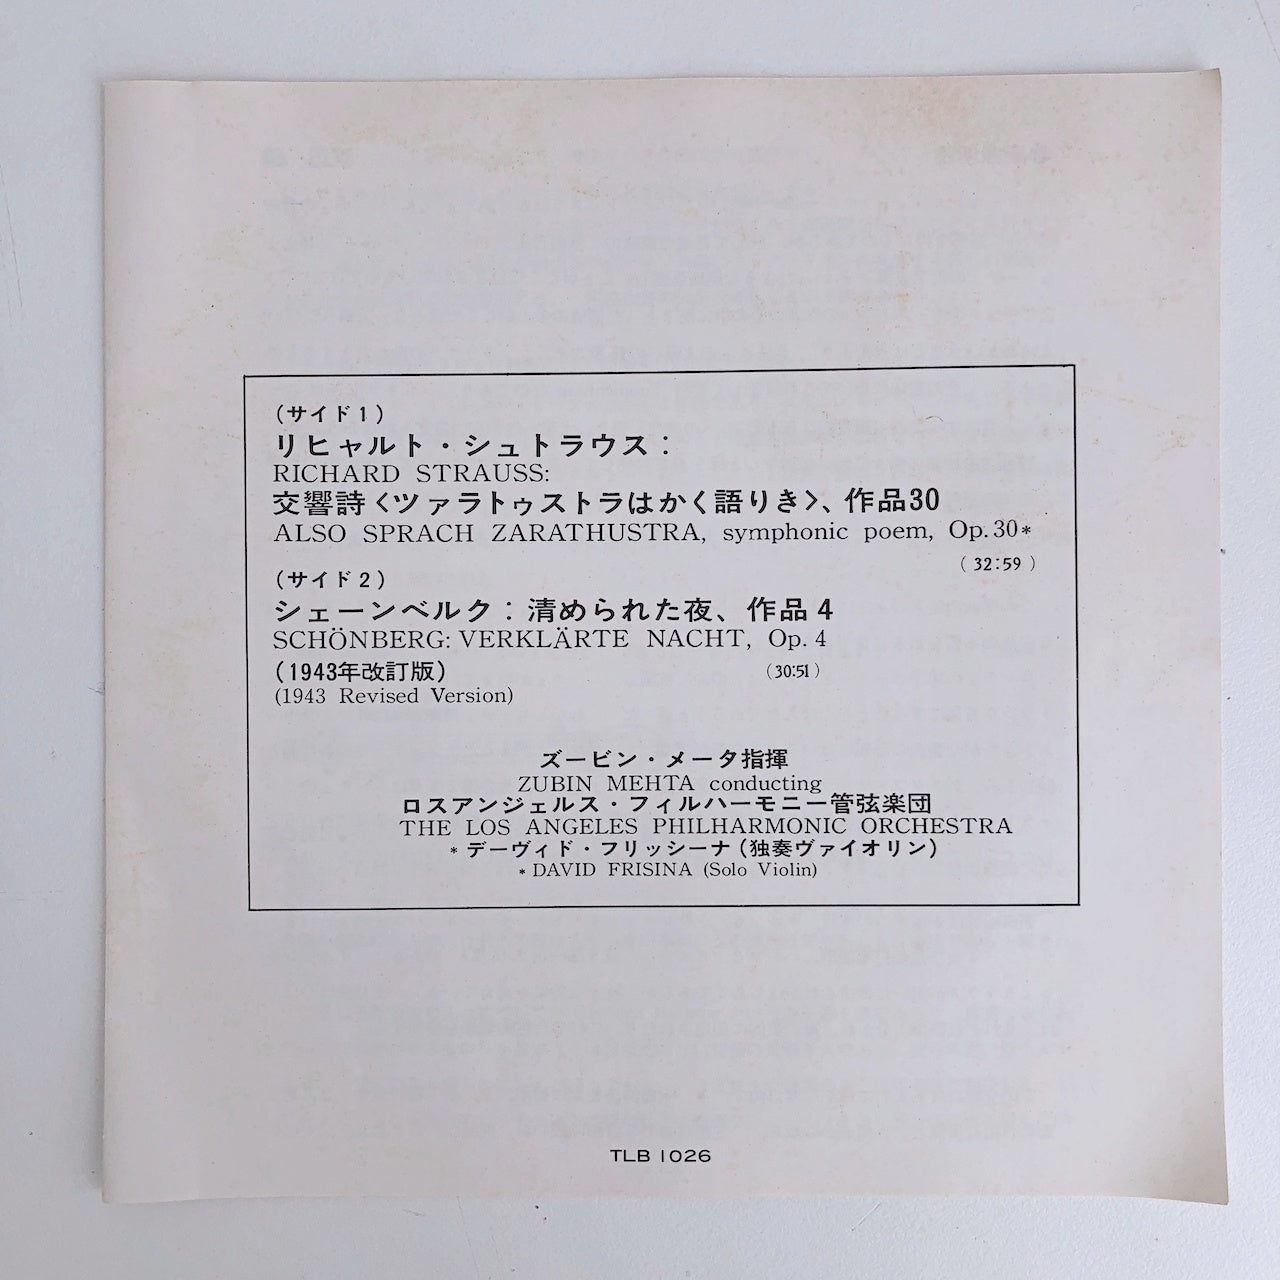 (サイド1)
リヒャルト・シュトラウス:
RICHARD STRAUSS:
交響詩〈ツァラトゥストラはかく語りき〉、作品30
ALSO SPRACH ZARATHUSTRA, symphonic poem, Op.30*
(32:59)
(サイド2)
シェーンベルク:清められた夜、作品4
SCHÖNBERG: VERKLÄRTE NACHT, Op. 4
(1943年改訂版) (30:51)
(1943 Revised Version)
ズービン・メータ指揮
ZUBIN MEHTA conducting
ロスアンジェルス・フィルハーモニー管弦楽団
THE LOS ANGELES PHILHARMONIC ORCHESTRA
*デーヴィド・フリッシーナ(独奏ヴァイオリン)
*DAVID FRISINA (Solo Violin)
TLB 1026